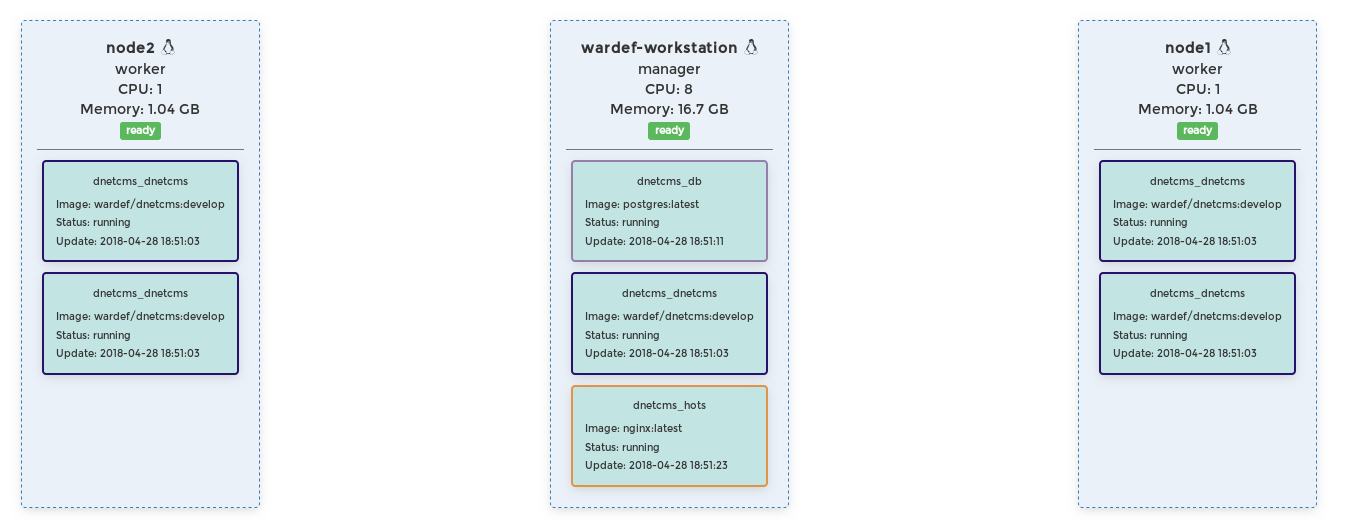 node2
worker
CPU: 1
Memory: 1.04 GB
ready
dnetcms_dnetcms
Image: wardef/dnetcms:develop
Status: running
Update: 2018-04-28 18:51:03
dnetcms_dnetcms
Image: wardef/dnetcms:develop
Status: running
Update: 2018-04-28 18:51:03
wardef-workstation
manager
CPU: 8
Memory: 16.7 GB
ready
dnetcms_db
Image: postgres:latest
Status: running
Update: 2018-04-28 18:51:11
dnetcms_dnetcms
Image: wardef/dnetcms:develop
Status: running
Update: 2018-04-28 18:51:03
dnetcms_hots
Image: nginx:latest
Status: running
Update: 2018-04-28 18:51:23
node1
worker
CPU: 1
Memory: 1.04 GB
ready
dnetcms_dnetcms
Image: wardef/dnetcms:develop
Status: running
Update: 2018-04-28 18:51:03
dnetcms_dnetcms
Image: wardef/dnetcms:develop
Status: running
Update: 2018-04-28 18:51:03